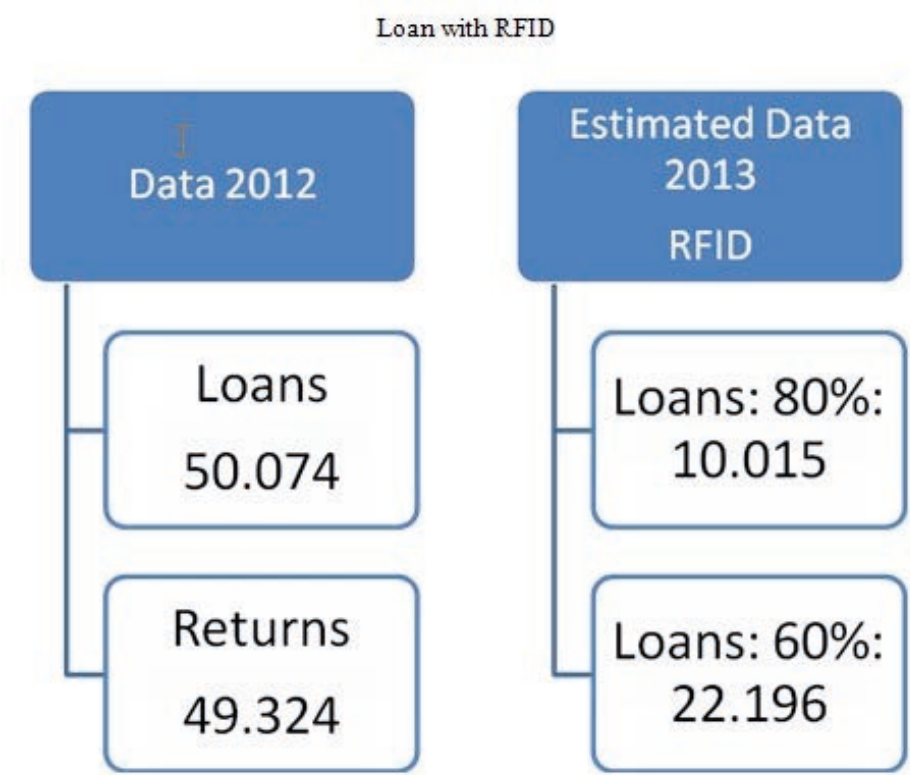 Loan with RFID
Data 2012
Loans
50.074
Returns
49.324
Estimated Data
2013
RFID
Loans: 80%:
10.015
Loans: 60%:
22.196